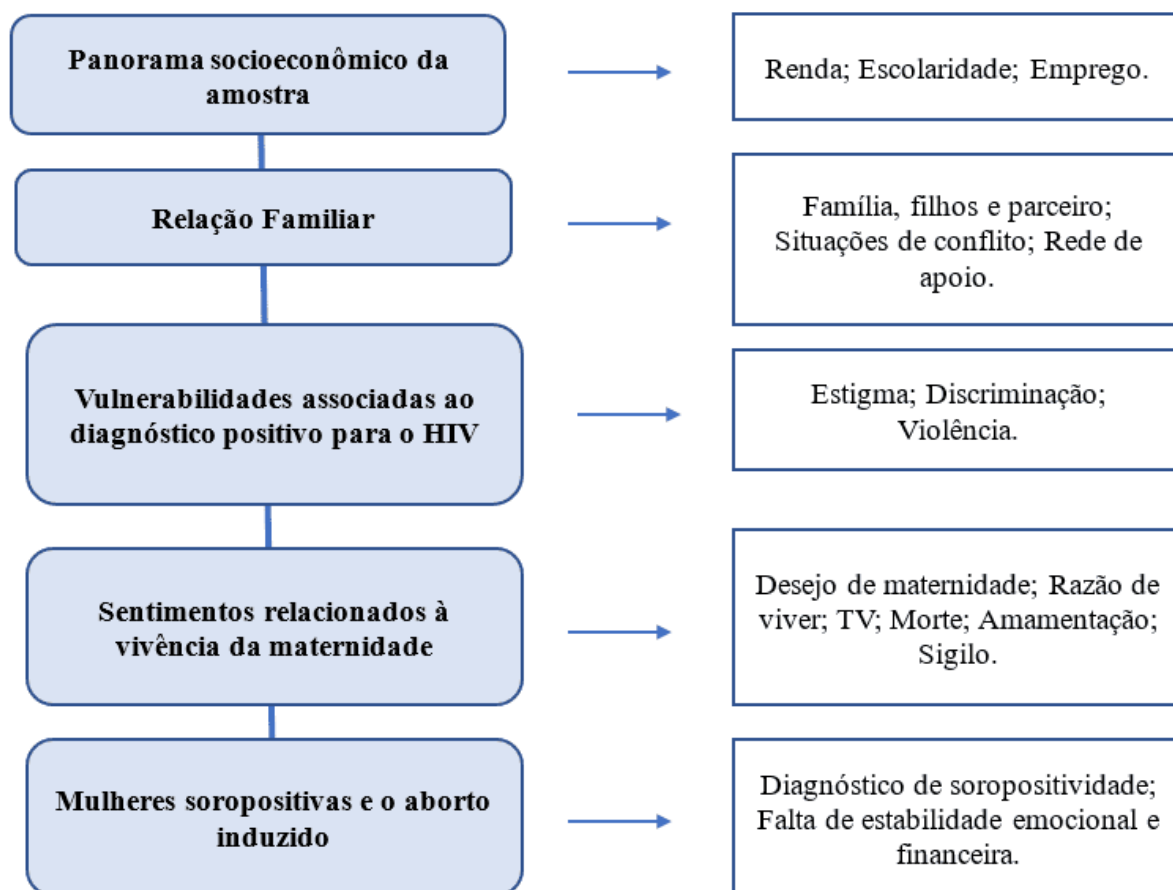 Panorama socioeconômico da
amostra
Renda; Escolaridade; Emprego.
Relação Familiar
Família, filhos e parceiro;
Situações de conflito; Rede de
apoio.
Vulnerabilidades associadas ao
diagnóstico positivo para o HIV
Estigma; Discriminação;
Violência.
Sentimentos relacionados à
vivência da maternidade
Desejo de maternidade; Razão de
viver; TV; Morte; Amamentação;
Sigilo.
Mulheres soropositivas e o aborto
induzido
Diagnóstico de soropositividade;
Falta de estabilidade emocional e
financeira.